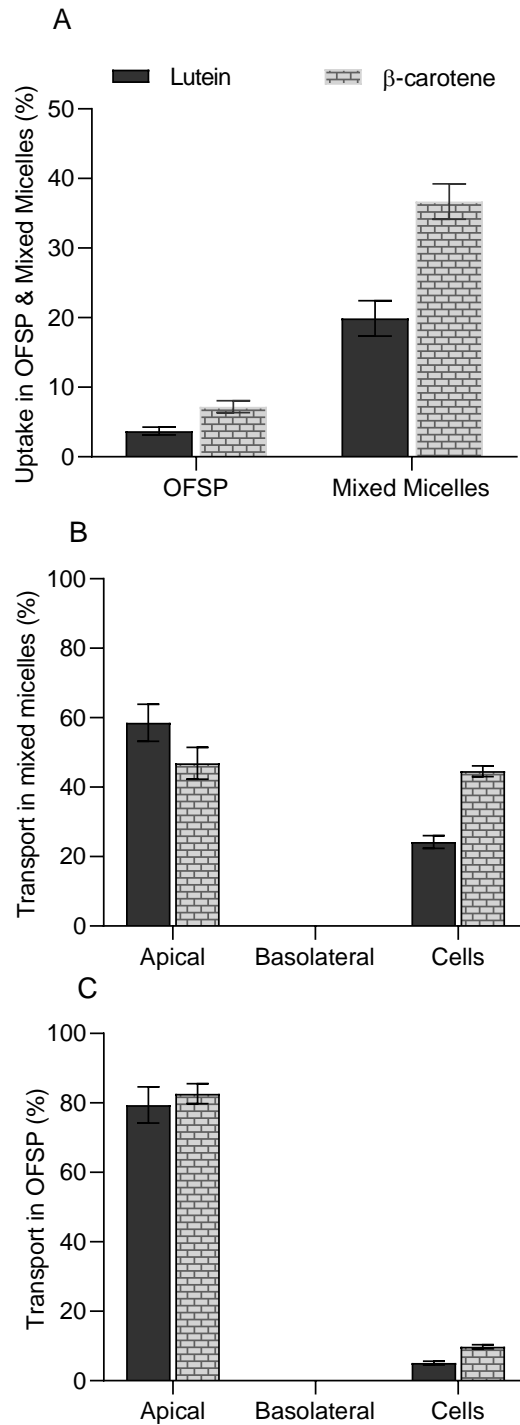 A
Lutein β-carotene
Uptake in OFSP & Mixed Micelles (%)
50
40
30
20
10
0
OFSP Mixed Micelles
B
Transport in mixed micelles (%)
100
80
60
40
20
0
Apical Basolateral Cells
C
Transport in OFSP (%)
100
80
60
40
20
0
Apical Basolateral Cells